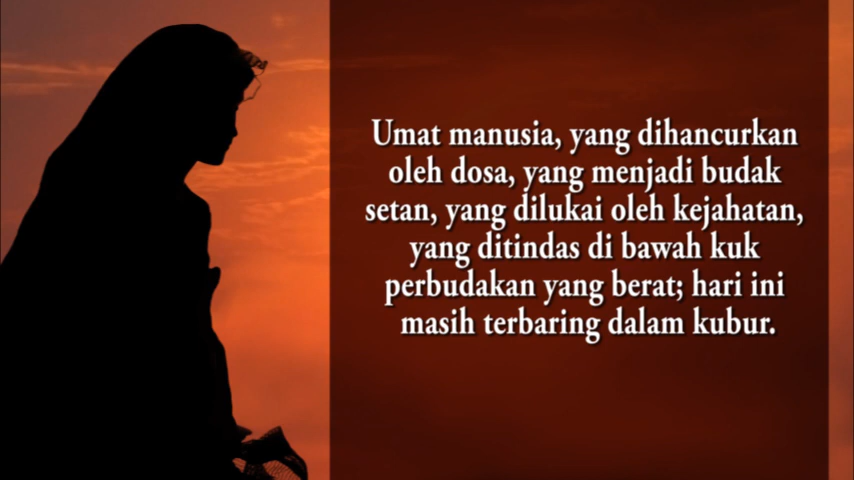 Umat manusia, yang dihancurkan
oleh dosa, yang menjadi budak
setan, yang dilukai oleh kejahatan,
yang ditindas di bawah kuk
perbudakan yang berat; hari ini
masih terbaring dalam kubur.